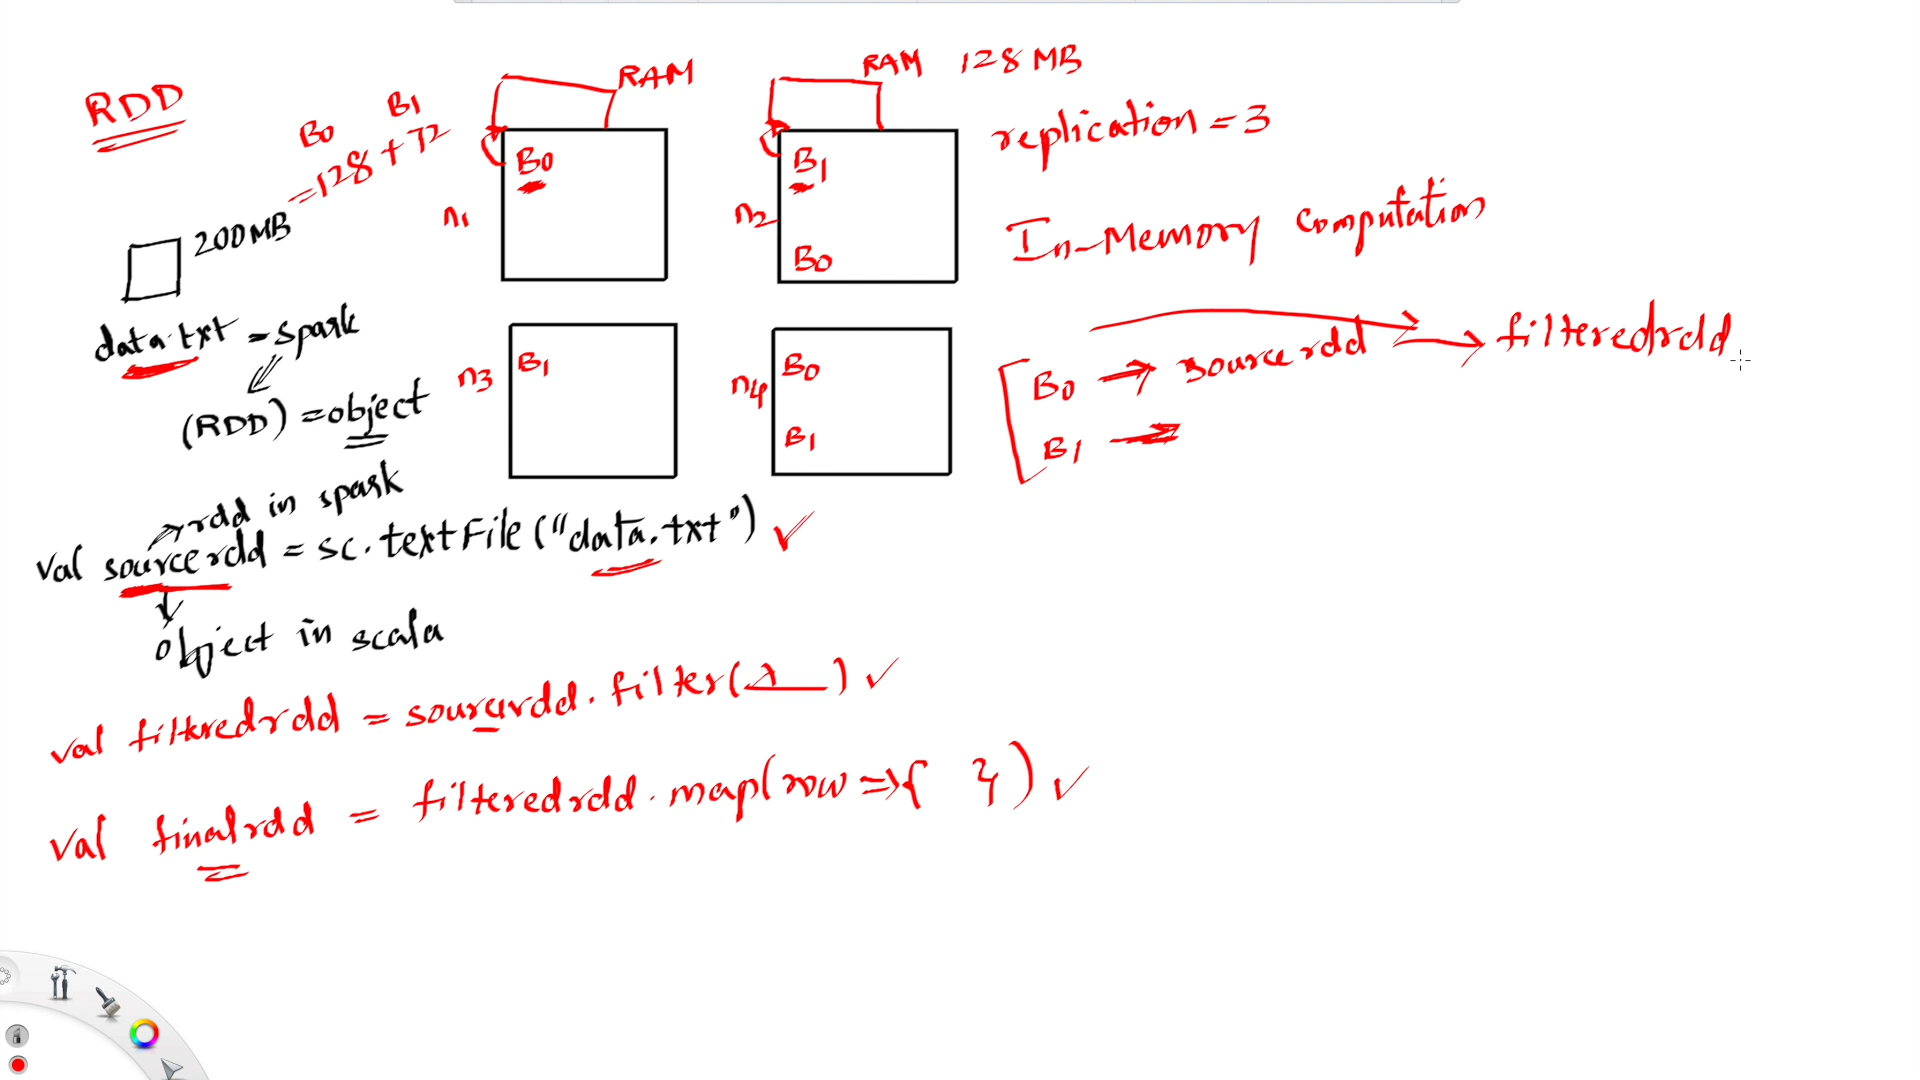 RDD
B0 B1
=128+72
200MB
data.txt - spark
(RDD) = object
RAM
B0
n1
RAM 128 MB
B1
n2
B0
replication = 3
In-Memory computation
n3 B1
n4 B0
B1
B0 → sourcerdd → filteredrdd
B1 →
rdd in spark
val sourcerdd = sc.textFile("data.txt") ✓
object in scala
val filteredrdd = sourcerdd.filter(λ__) ✓
val finalrdd = filteredrdd.map(row=>{ }) ✓